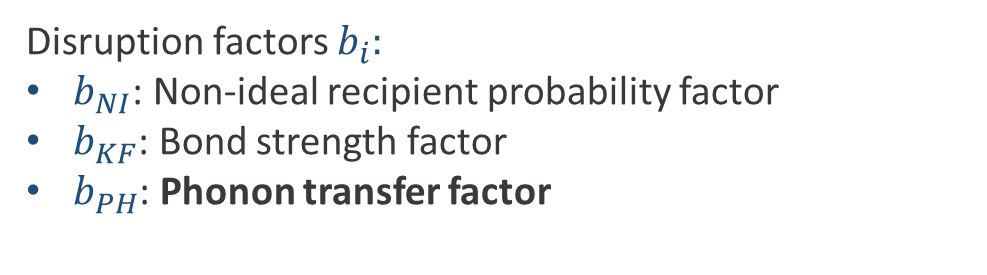 Disruption factors b_i:
• b_NI: Non-ideal recipient probability factor
• b_KF: Bond strength factor
• b_PH: Phonon transfer factor